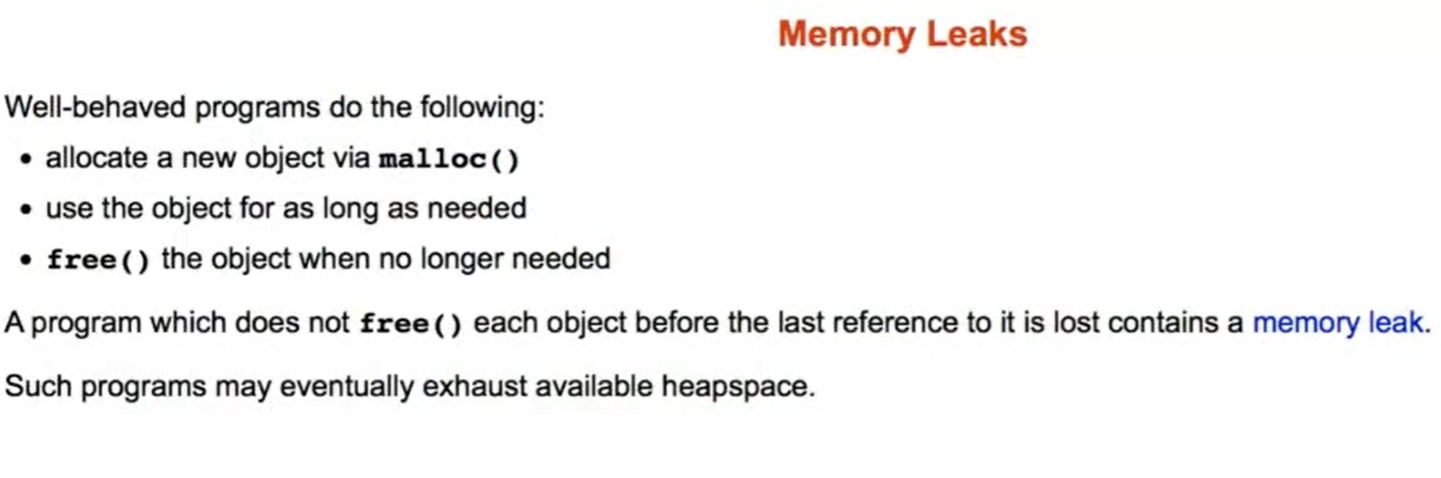 Memory Leaks
Well-behaved programs do the following:
• allocate a new object via malloc()
• use the object for as long as needed
• free() the object when no longer needed
A program which does not free() each object before the last reference to it is lost contains a memory leak.
Such programs may eventually exhaust available heapspace.